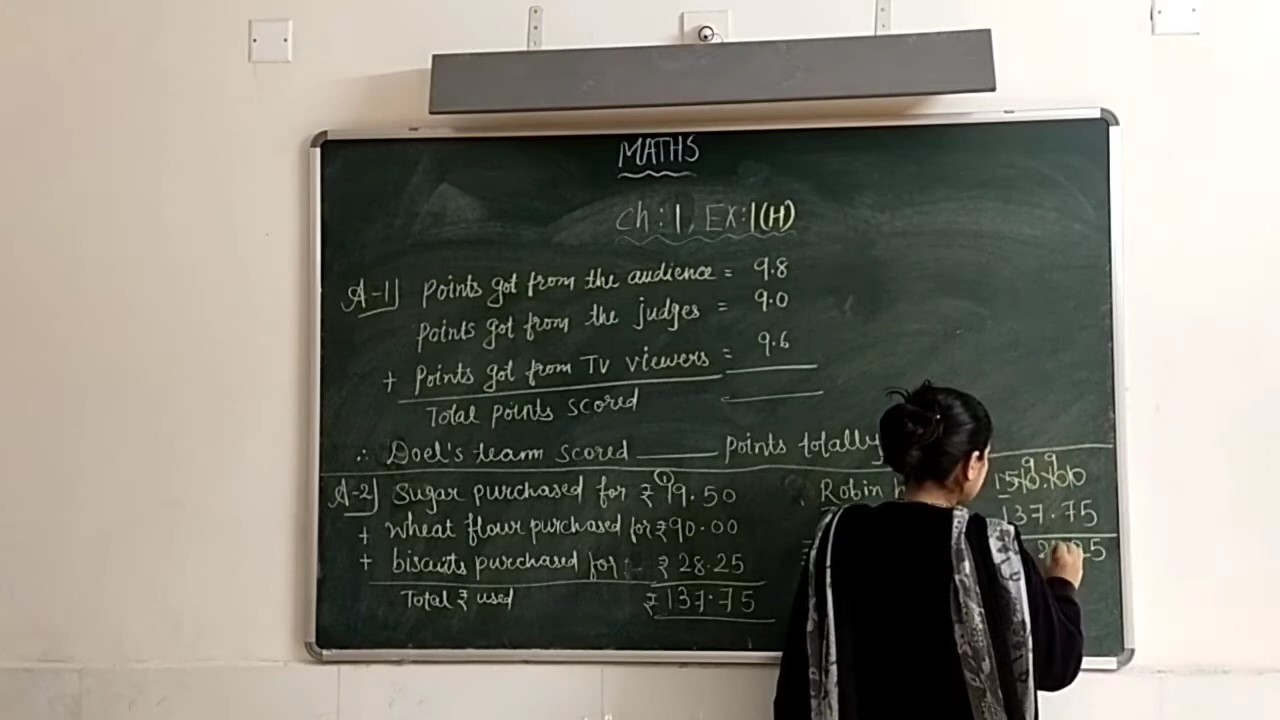 MATHS
Ch:1, Ex:1(H)
A-1) Points got from the audience = 9.8
Points got from the judges = 9.0
+ Points got from TV viewers = 9.6
Total Points scored
∴ Doel's team scored ______ Points totally
A-2) Sugar purchased for ₹ 19.50
+ wheat flour purchased for ₹90.00
+ biscuits purchased for ₹ 28.25
Total ₹ used ₹137.75
Robin
137.75